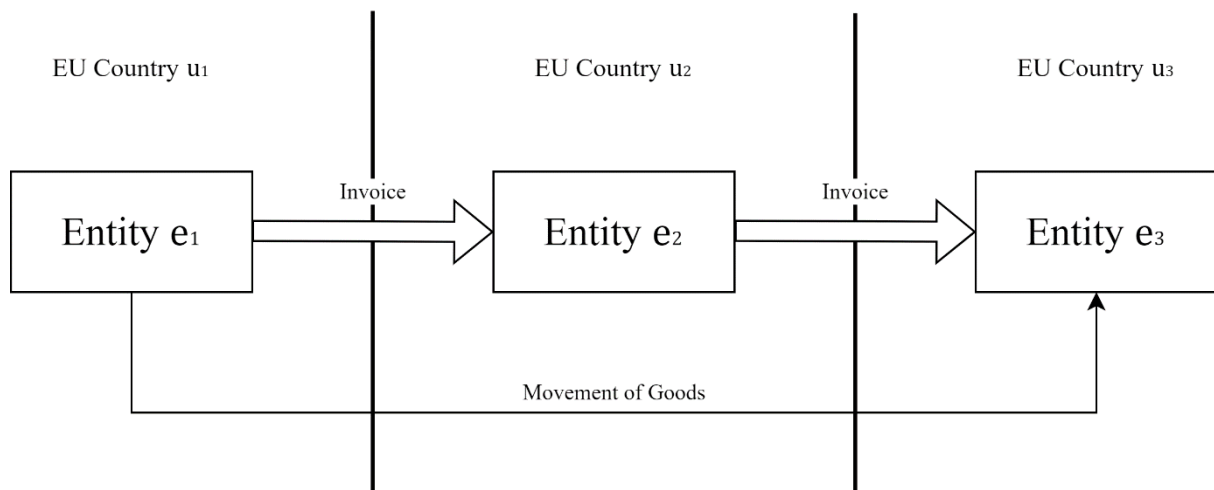 EU Country u₁
EU Country u₂
EU Country u₃
Invoice
Invoice
Entity e₁
Entity e₂
Entity e₃
Movement of Goods